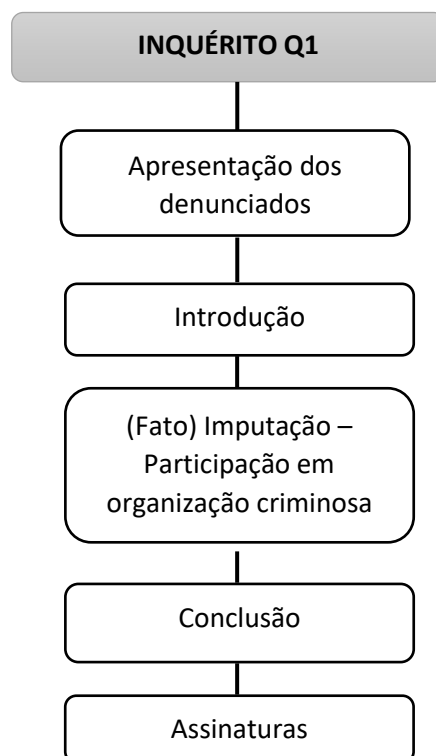 INQUÉRITO Q1
Apresentação dos
denunciados
Introdução
(Fato) Imputação –
Participação em
organização criminosa
Conclusão
Assinaturas